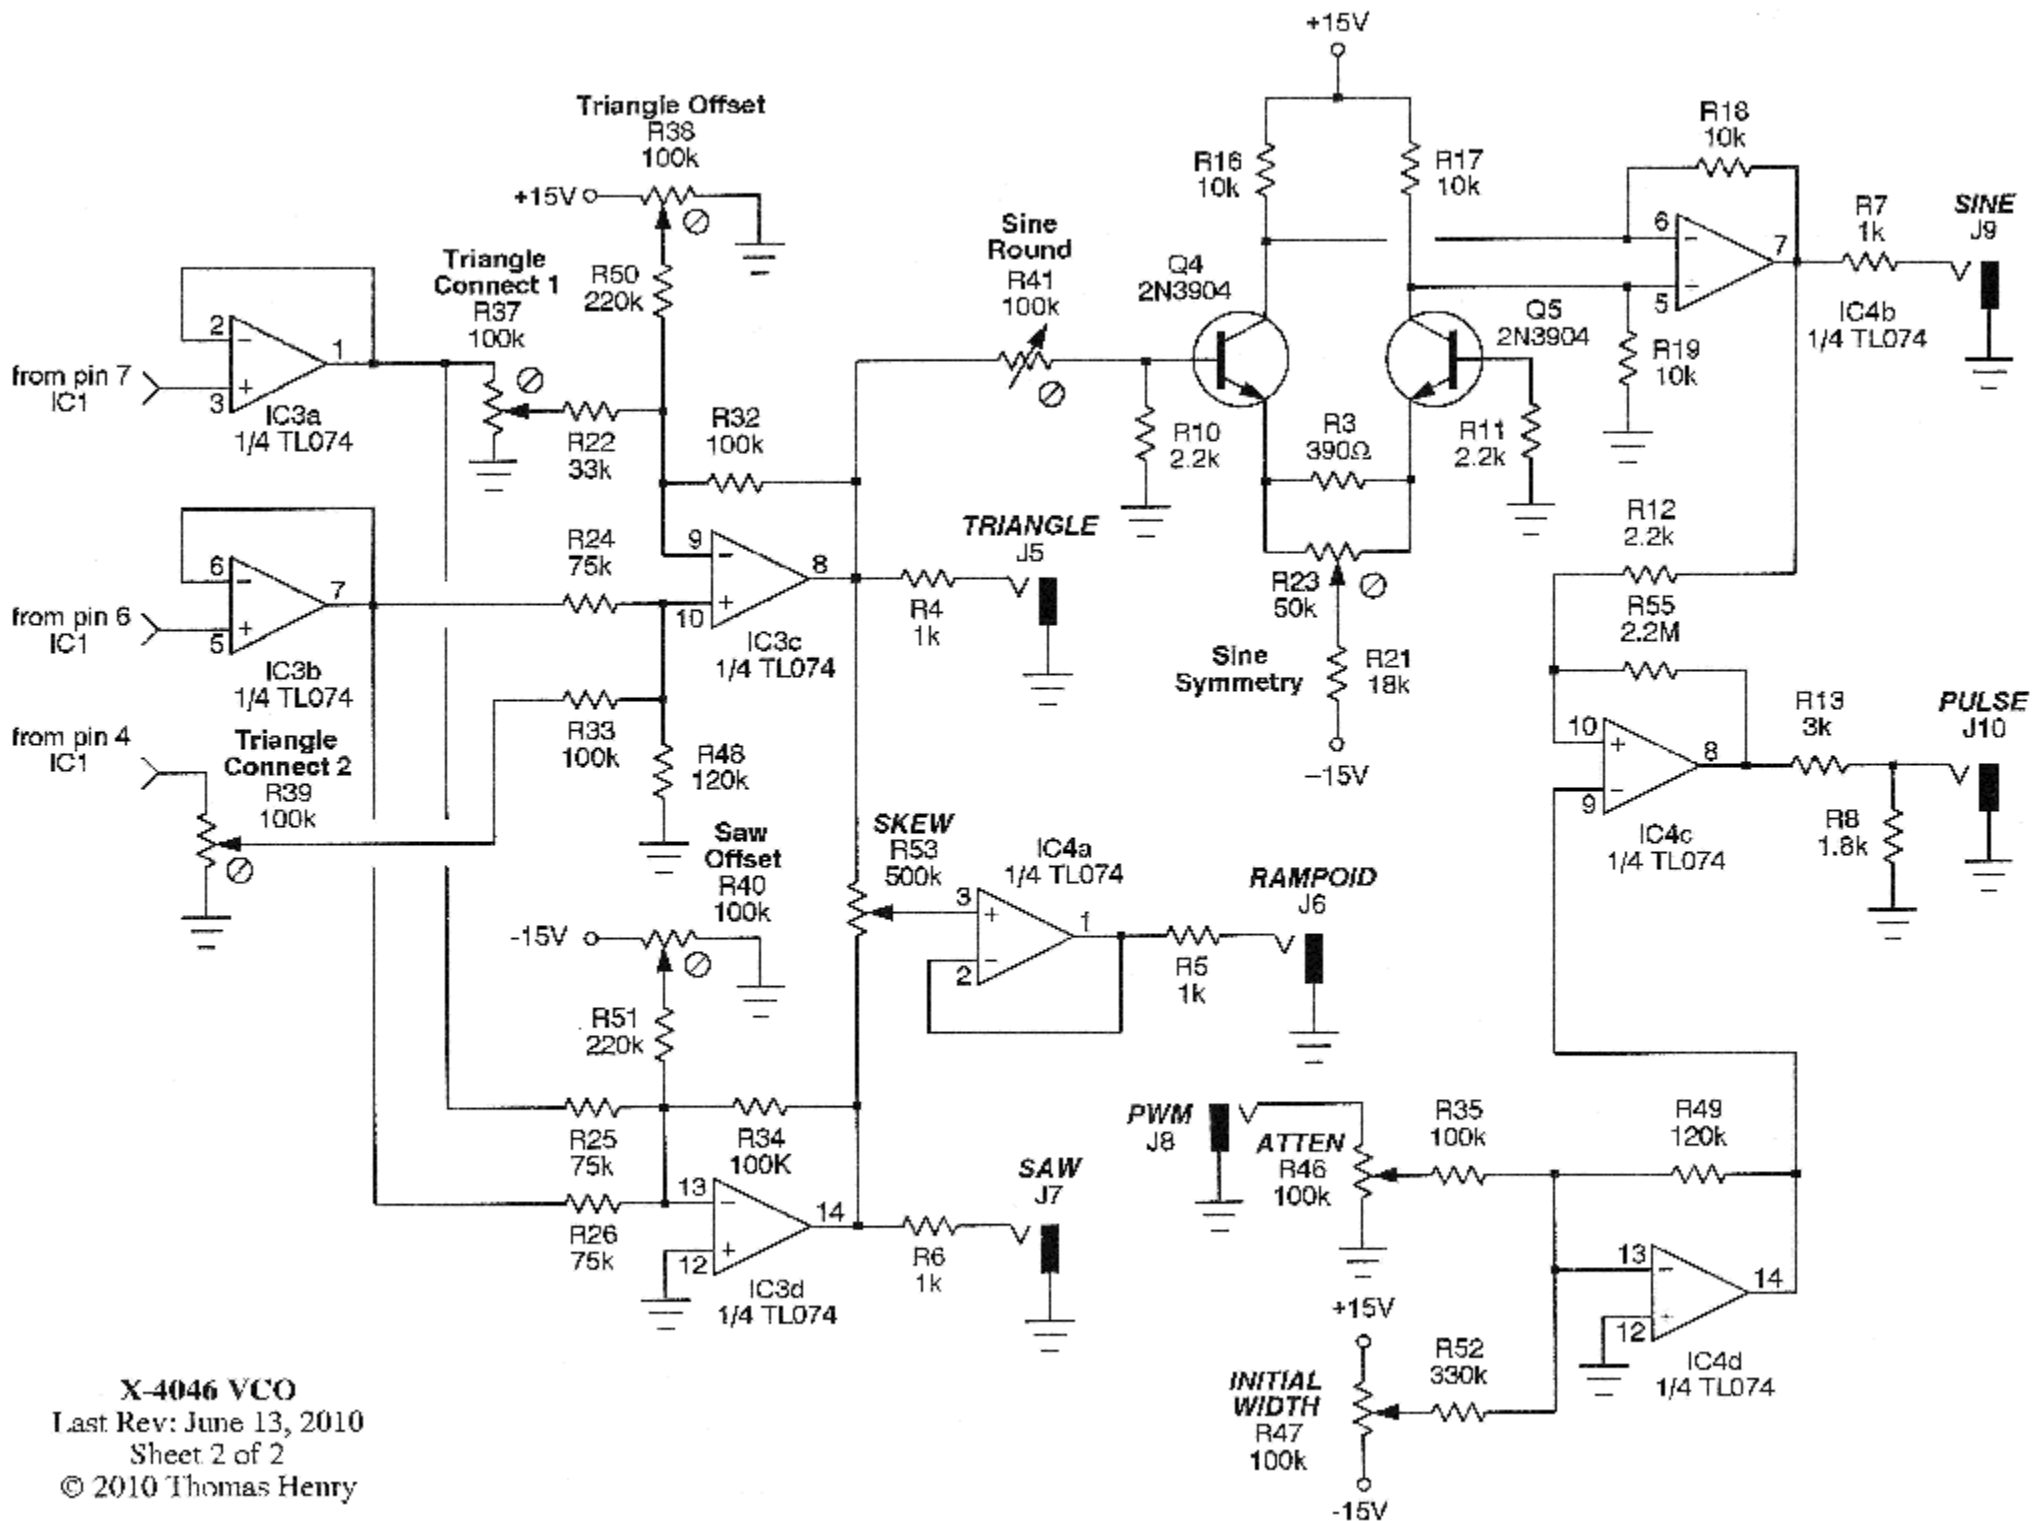 +15V
Triangle Offset
R38
100k
+15V
R50
220k
Triangle
Connect 1
R37
100k
from pin 7
IC1
2
3
1
IC3a
1/4 TL074
R22
33k
R32
100k
Sine
Round
R41
100k
R16
10k
R17
10k
Q4
2N3904
Q5
2N3904
R10
2.2k
R3
390Ω
R11
2.2k
R18
10k
6
5
7
IC4b
1/4 TL074
R19
10k
R7
1k
SINE
J9
from pin 6
IC1
6
5
7
IC3b
1/4 TL074
R24
75k
9
10
8
IC3c
1/4 TL074
TRIANGLE
J5
R4
1k
R23
50k
Sine
Symmetry
R21
18k
−15V
R12
2.2k
R55
2.2M
10
9
8
IC4c
1/4 TL074
R13
3k
PULSE
J10
R8
1.8k
from pin 4
IC1
Triangle
Connect 2
R39
100k
R33
100k
R48
120k
Saw
Offset
R40
100k
-15V
R51
220k
SKEW
R53
500k
IC4a
1/4 TL074
3
2
1
RAMPOID
J6
R5
1k
R25
75k
R34
100K
R26
75k
13
12
14
IC3d
1/4 TL074
SAW
J7
R6
1k
PWM
J8
ATTEN
R46
100k
R35
100k
R49
120k
13
12
14
IC4d
1/4 TL074
+15V
INITIAL
WIDTH
R47
100k
R52
330k
-15V
X-4046 VCO
Last Rev: June 13, 2010
Sheet 2 of 2
© 2010 Thomas Henry